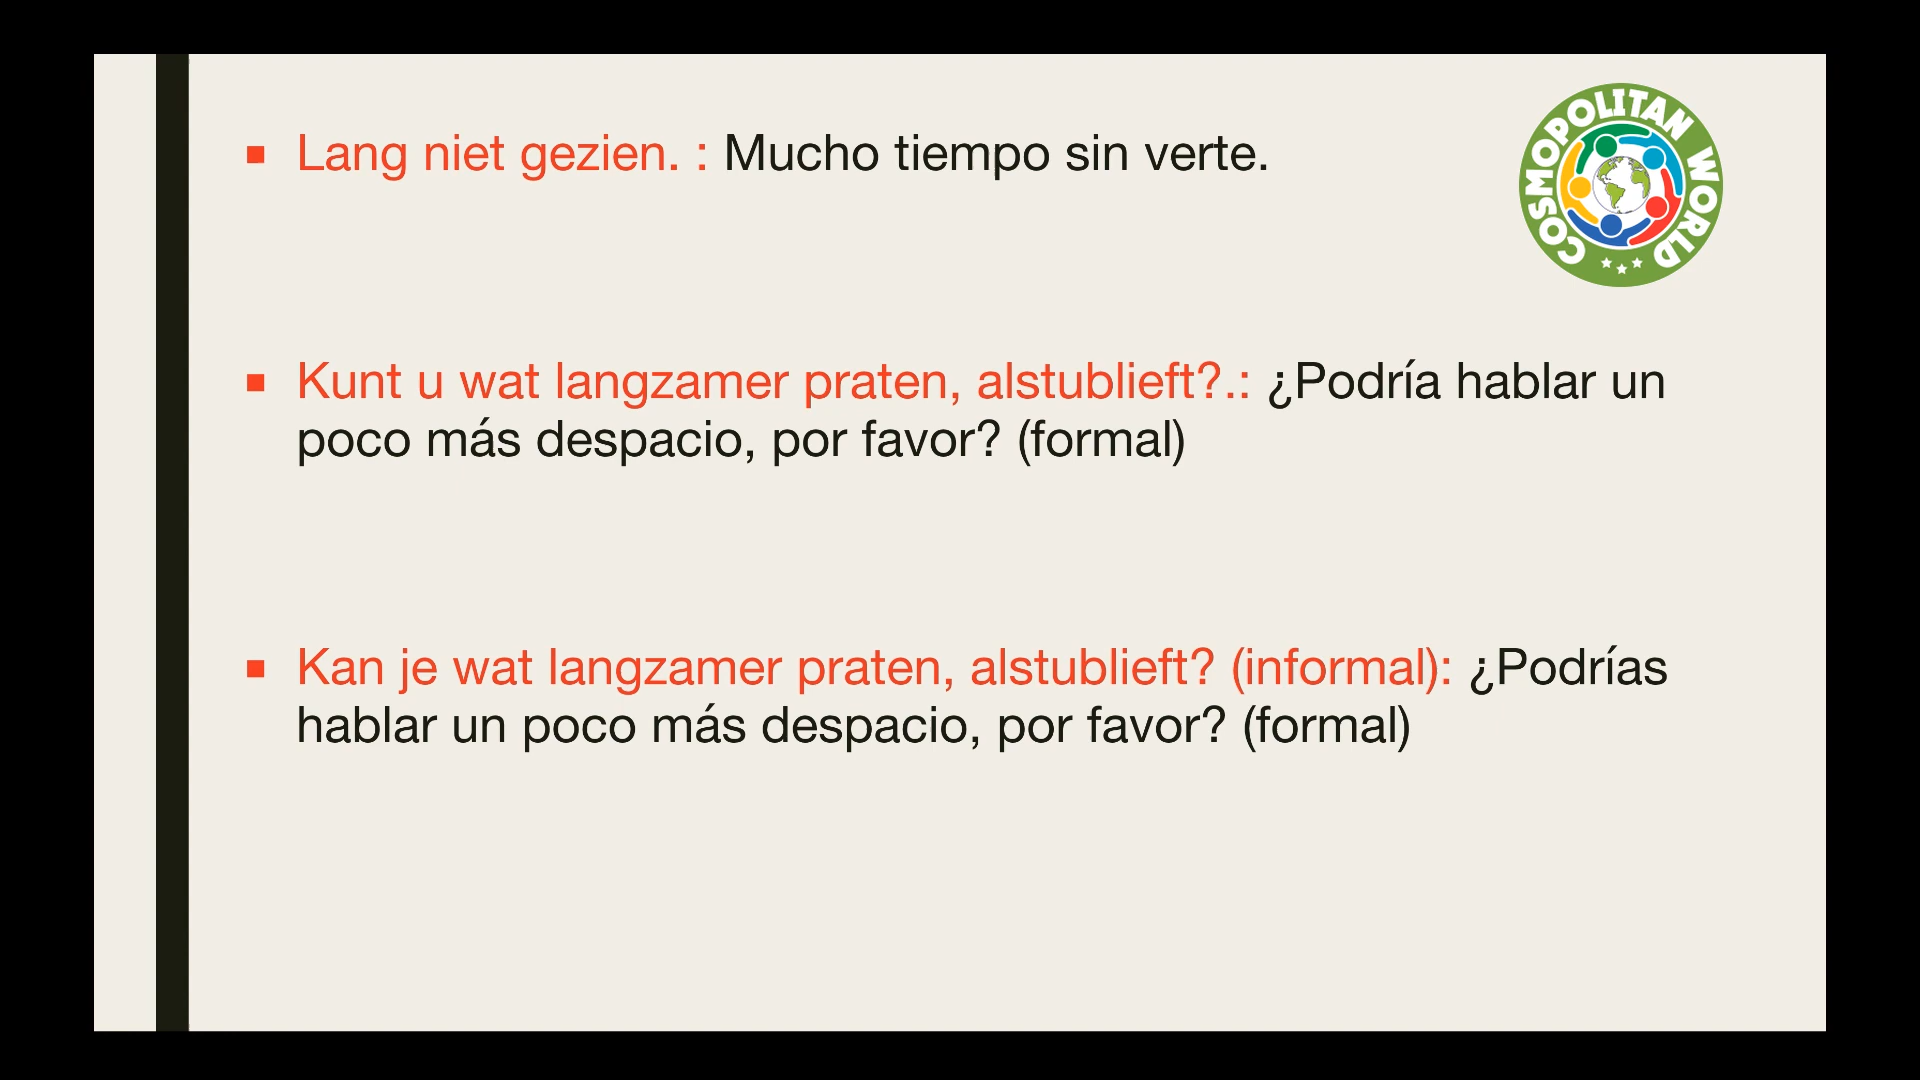 Lang niet gezien. : Mucho tiempo sin verte.
COSMOPOLITAN WORLD
Kunt u wat langzamer praten, alstublieft?.: ¿Podría hablar un
poco más despacio, por favor? (formal)
Kan je wat langzamer praten, alstublieft? (informal): ¿Podrías
hablar un poco más despacio, por favor? (formal)